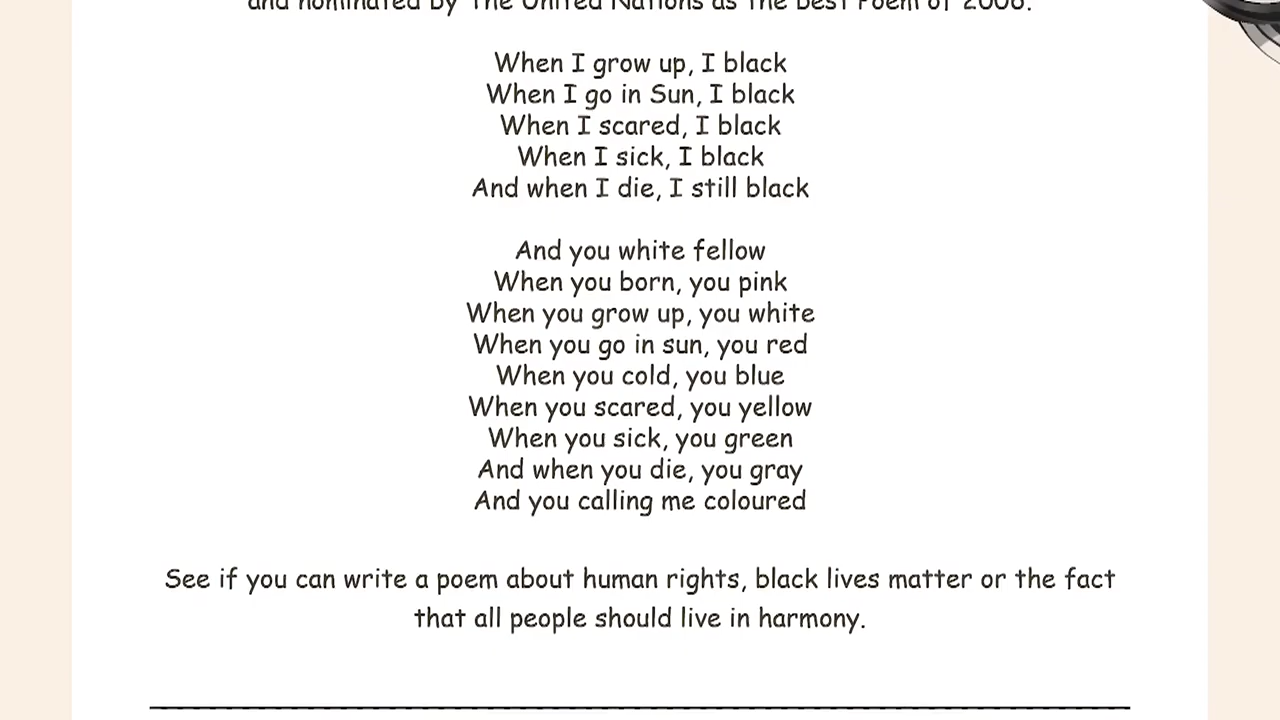 and nominated by The United Nations as the Best Poem of 2006.
When I grow up, I black
When I go in Sun, I black
When I scared, I black
When I sick, I black
And when I die, I still black
And you white fellow
When you born, you pink
When you grow up, you white
When you go in sun, you red
When you cold, you blue
When you scared, you yellow
When you sick, you green
And when you die, you gray
And you calling me coloured
See if you can write a poem about human rights, black lives matter or the fact
that all people should live in harmony.